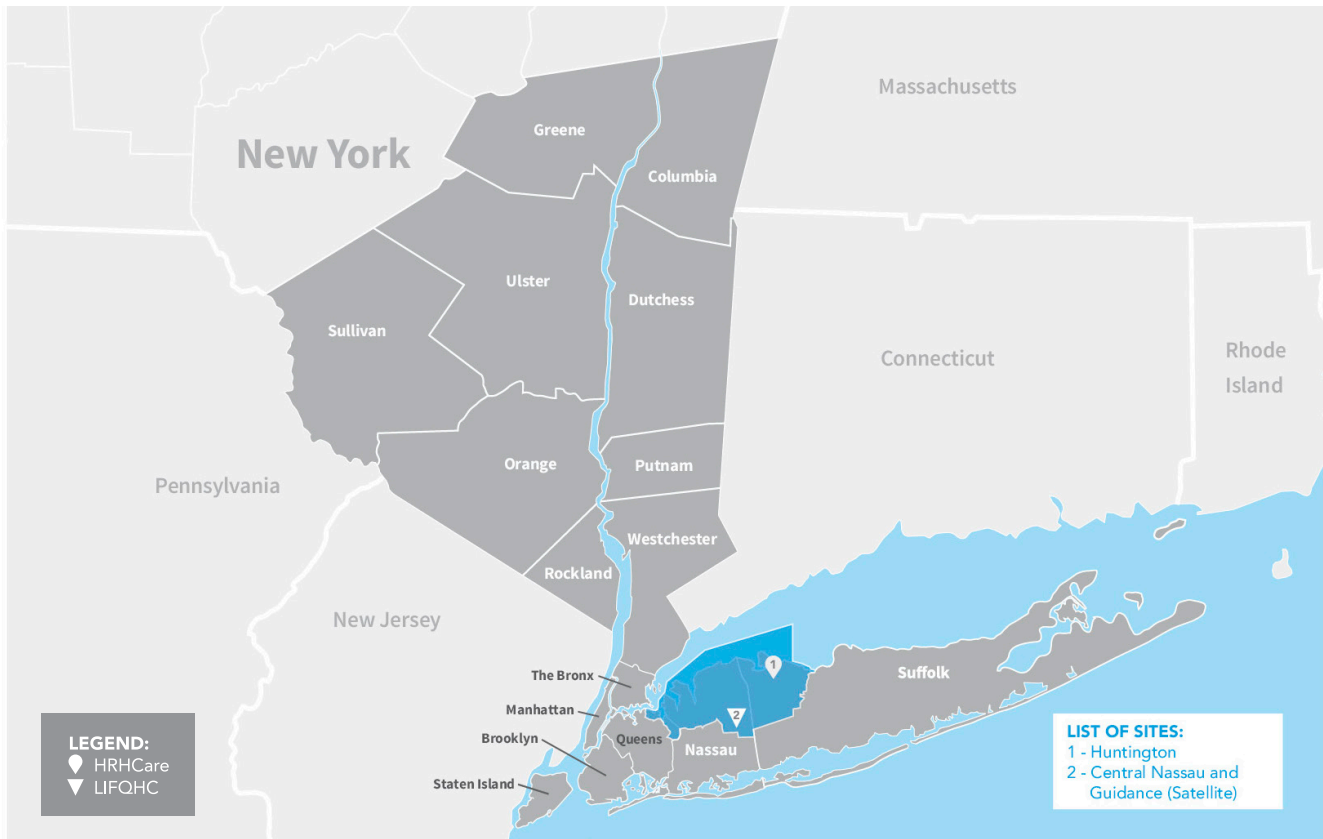 Massachusetts
Greene
New York
Columbia
Ulster
Dutchess
Sullivan
Connecticut
Rhode
Island
Orange
Putnam
Pennsylvania
Westchester
Rockland
New Jersey
The Bronx
1
Suffolk
Manhattan
2
Brooklyn
Queens
Nassau
Staten Island
LEGEND:
HRHCare
LIFQHC
LIST OF SITES:
1 - Huntington
2 - Central Nassau and
Guidance (Satellite)